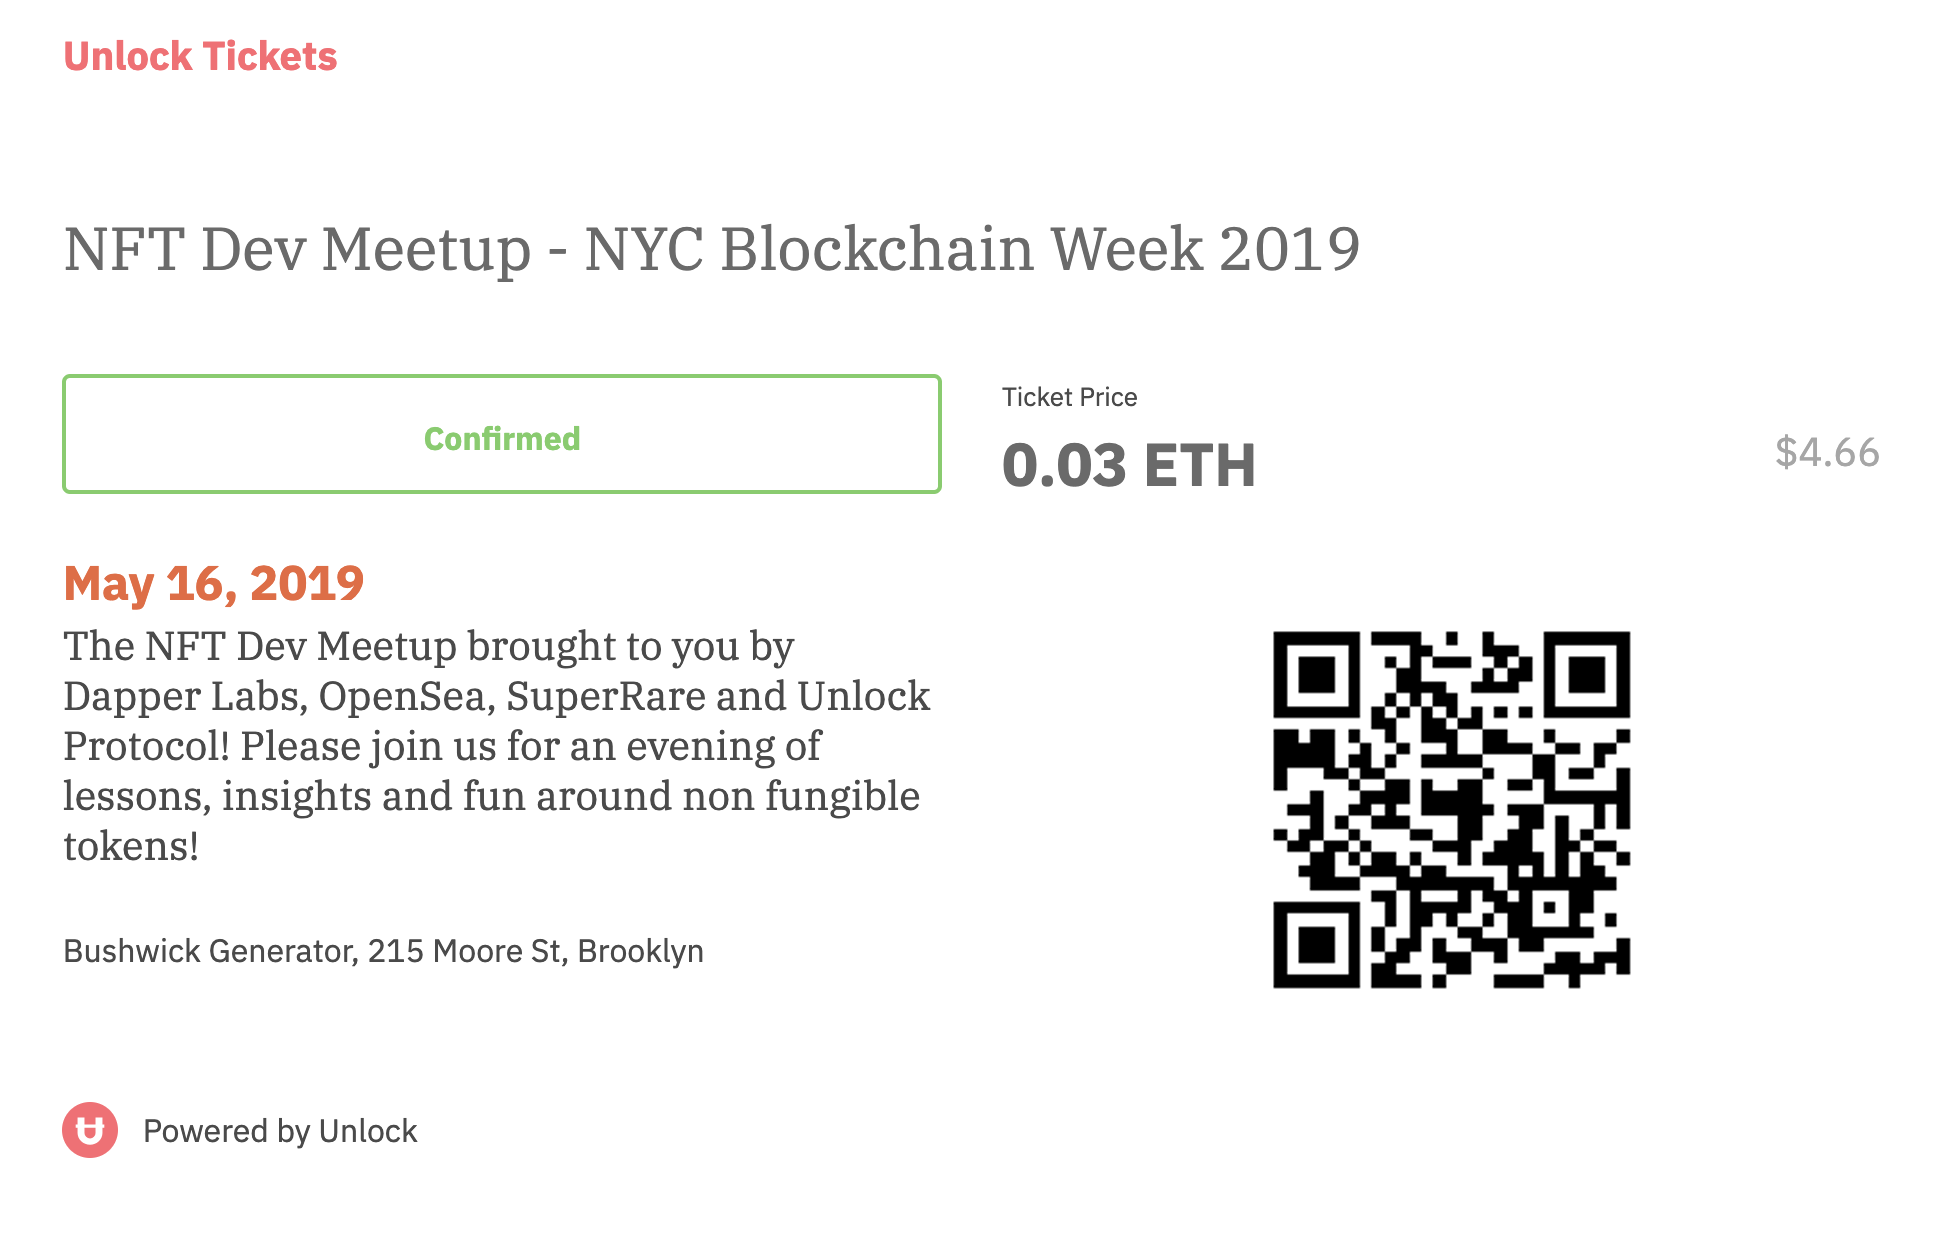 Unlock Tickets
NFT Dev Meetup - NYC Blockchain Week 2019
Confirmed
Ticket Price
0.03 ETH
$4.66
May 16, 2019
The NFT Dev Meetup brought to you by
Dapper Labs, OpenSea, SuperRare and Unlock
Protocol! Please join us for an evening of
lessons, insights and fun around non fungible
tokens!
Bushwick Generator, 215 Moore St, Brooklyn
Powered by Unlock